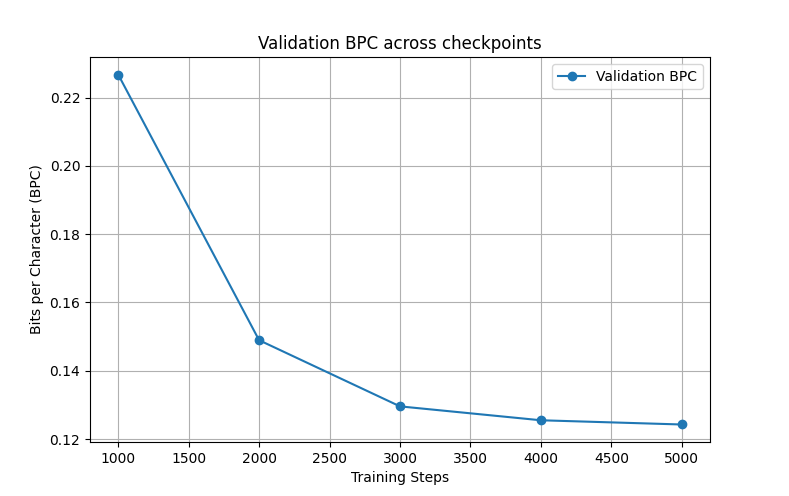 Validation BPC across checkpoints
Validation BPC
0.22
0.20
0.18
0.16
0.14
0.12
Bits per Character (BPC)
1000 1500 2000 2500 3000 3500 4000 4500 5000
Training Steps